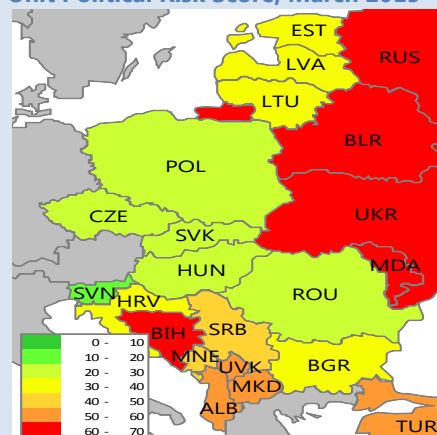 EST
RUS
LVA
LTU
BLR
POL
UKR
CZE
SVK
MDA
HUN
SVN
ROU
HRV
BIH
SRB
MNE
UVK
BGR
MKD
ALB
TUR
0 - 10
10 - 20
20 - 30
30 - 40
40 - 50
50 - 60
60 - 70